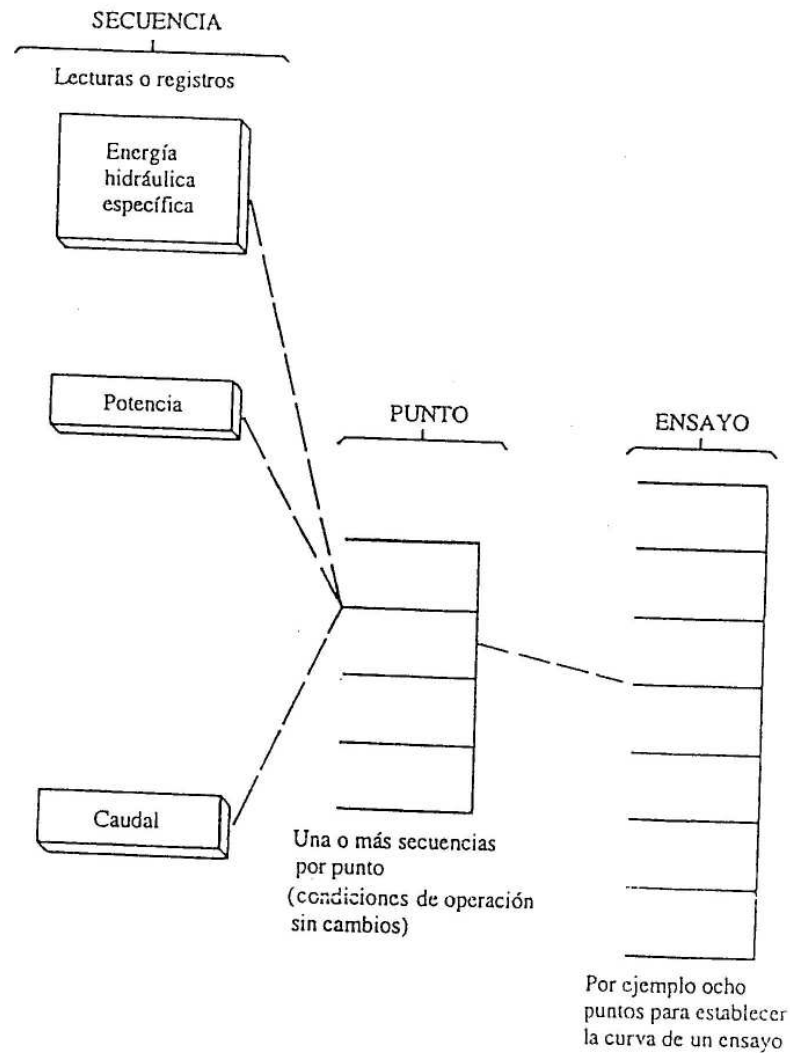 SECUENCIA
Lecturas o registros
Energía
hidráulica
específica
Potencia
Caudal
PUNTO
Una o más secuencias
por punto
(condiciones de operación
sin cambios)
ENSAYO
Por ejemplo ocho
puntos para establecer
la curva de un ensayo